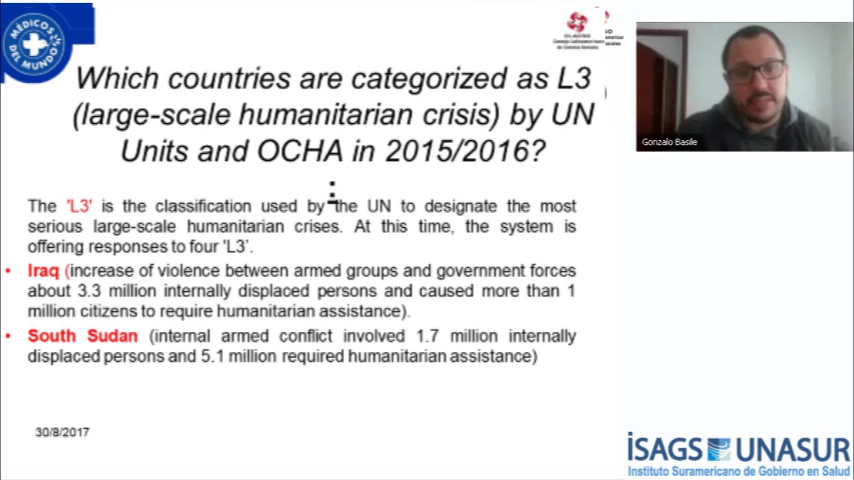 MÉDICOS
DEL MUNDO
CLACSO
Which countries are categorized as L3
(large-scale humanitarian crisis) by UN
Units and OCHA in 2015/2016?
:
The 'L3' is the classification used by the UN to designate the most
serious large-scale humanitarian crises. At this time, the system is
offering responses to four 'L3'.
• Iraq (increase of violence between armed groups and government forces
about 3.3 million internally displaced persons and caused more than 1
million citizens to require humanitarian assistance).
• South Sudan (internal armed conflict involved 1.7 million internally
displaced persons and 5.1 million required humanitarian assistance)
30/8/2017
Gonzalo Basile
iSAGS UNASUR
Instituto Suramericano de Gobierno en Salud